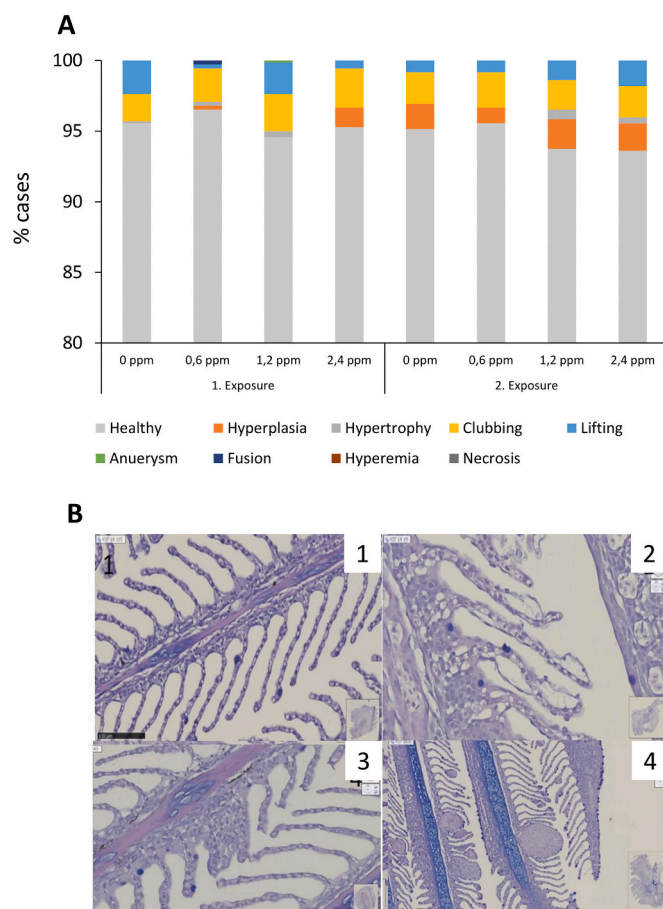 A
100
95
90
85
80
% cases
0 ppm 0,6 ppm 1,2 ppm 2,4 ppm 0 ppm 0,6 ppm 1,2 ppm 2,4 ppm
1. Exposure 2. Exposure
Healthy Hyperplasia Hypertrophy Clubbing Lifting
Anuerysm Fusion Hyperemia Necrosis
B
1 1 2
3 4